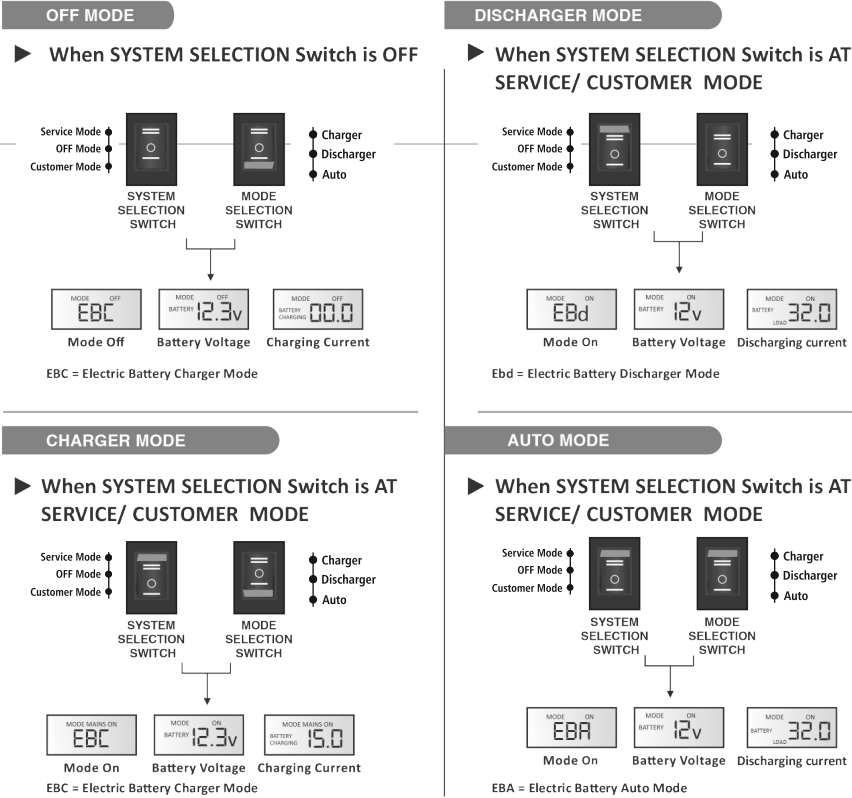 OFF MODE
When SYSTEM SELECTION Switch is OFF
Service Mode
OFF Mode
Customer Mode
Charger
Discharger
Auto
SYSTEM
SELECTION
SWITCH
MODE
SELECTION
SWITCH
MODE OFF
EBC
Mode Off
MODE OFF
BATTERY 12.3v
Battery Voltage
MODE OFF
BATTERY
CHARGING 00.0
Charging Current
EBC = Electric Battery Charger Mode
DISCHARGER MODE
When SYSTEM SELECTION Switch is AT
SERVICE/ CUSTOMER MODE
Service Mode
OFF Mode
Customer Mode
Charger
Discharger
Auto
SYSTEM
SELECTION
SWITCH
MODE
SELECTION
SWITCH
MODE ON
EBd
Mode On
MODE ON
BATTERY 12v
Battery Voltage
MODE ON
BATTERY 32.0
LOAD
Discharging current
Ebd = Electric Battery Discharger Mode
CHARGER MODE
When SYSTEM SELECTION Switch is AT
SERVICE/ CUSTOMER MODE
Service Mode
OFF Mode
Customer Mode
Charger
Discharger
Auto
SYSTEM
SELECTION
SWITCH
MODE
SELECTION
SWITCH
MODE MAINS ON
EBC
Mode On
MODE ON
BATTERY 12.3v
Battery Voltage
MODE MAINS ON
BATTERY
CHARGING 15.0
Charging Current
EBC = Electric Battery Charger Mode
AUTO MODE
When SYSTEM SELECTION Switch is AT
SERVICE/ CUSTOMER MODE
Service Mode
OFF Mode
Customer Mode
Charger
Discharger
Auto
SYSTEM
SELECTION
SWITCH
MODE
SELECTION
SWITCH
MODE ON
EBA
Mode On
MODE ON
BATTERY 12v
Battery Voltage
MODE ON
BATTERY 32.0
LOAD
Discharging current
EBA = Electric Battery Auto Mode